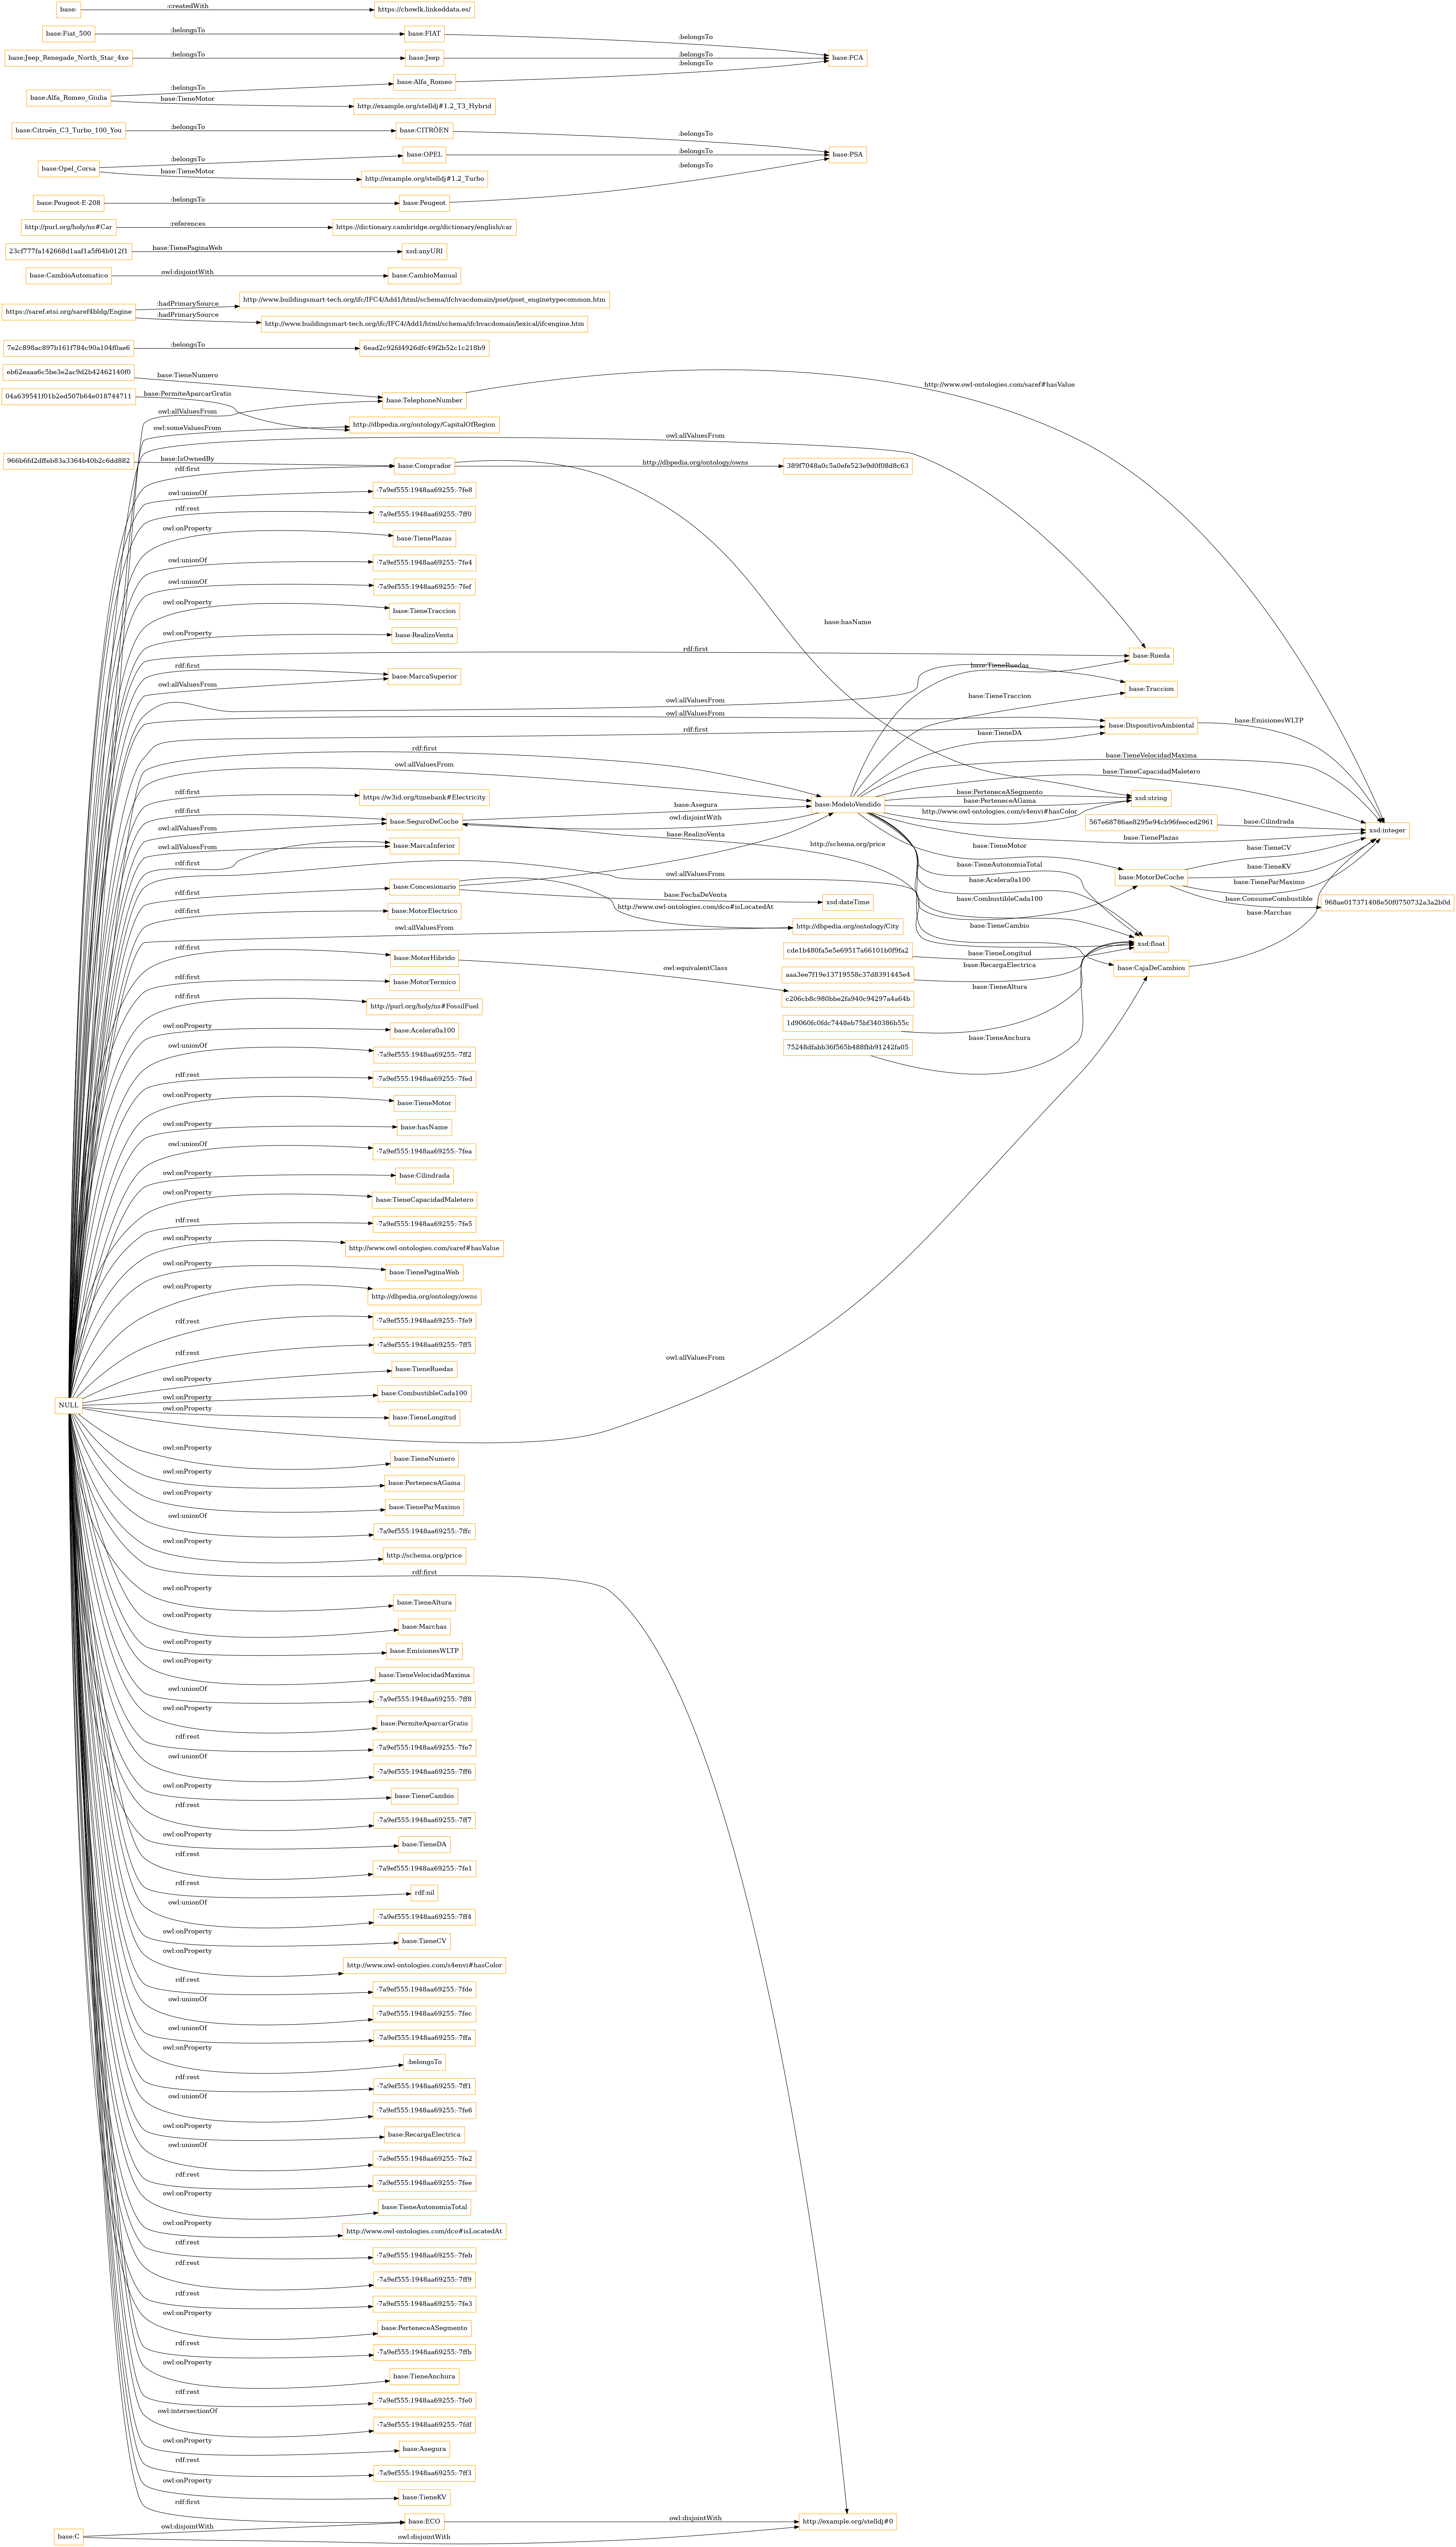 base:
:createdWith
https://chowlk.linkeddata.es/
base:Fiat_500
:belongsTo
base:FIAT
:belongsTo
base:Jeep_Renegade_North_Star_4xe
:belongsTo
base:Jeep
:belongsTo
base:FCA
:belongsTo
base:Alfa_Romeo
base:Alfa_Romeo_Giulia
:belongsTo
base:TieneMotor
http://example.org/stelldj#1.2_T3_Hybrid
base:Citroën_C3_Turbo_100_You
:belongsTo
base:CITRÖEN
:belongsTo
base:Opel_Corsa
:belongsTo
base:OPEL
:belongsTo
base:PSA
base:TieneMotor
http://example.org/stelldj#1.2_Turbo
:belongsTo
base:Peugeot-E-208
:belongsTo
base:Peugeot
http://purl.org/holy/ns#Car
:references
https://dictionary.cambridge.org/dictionary/english/car
23cf777fa142668d1aaf1a5f64b012f1
base:TienePaginaWeb
xsd:anyURI
base:CambioAutomatico
owl:disjointWith
base:CambioManual
https://saref.etsi.org/saref4bldg/Engine
:hadPrimarySource
http://www.buildingsmart-tech.org/ifc/IFC4/Add1/html/schema/ifchvacdomain/pset/pset_enginetypecommon.htm
:hadPrimarySource
http://www.buildingsmart-tech.org/ifc/IFC4/Add1/html/schema/ifchvacdomain/lexical/ifcengine.htm
7e2c898ac897b161f784c90a104f0ae6
:belongsTo
6ead2c92fd4926dfc49f2b52c1c218b9
eb62eaaa6c5be3e2ac9d2b42462140f0
base:TieneNumero
base:TelephoneNumber
http://www.owl-ontologies.com/saref#hasValue
04a639541f01b2ed507b64e018744711
base:PermiteAparcarGratis
owl:allValuesFrom
owl:someValuesFrom
http://dbpedia.org/ontology/CapitalOfRegion
owl:allValuesFrom
966b6fd2dffeb83a3364b40b2c6dd882
base:IsOwnedBy
rdf:first
base:Comprador
http://dbpedia.org/ontology/owns
389f7048a0c5a0efe523e9d0f08d8c63
owl:unionOf
-7a9ef555:1948aa69255:-7fe8
rdf:rest
-7a9ef555:1948aa69255:-7ff0
owl:onProperty
base:TienePlazas
owl:unionOf
-7a9ef555:1948aa69255:-7fe4
owl:unionOf
-7a9ef555:1948aa69255:-7fef
owl:onProperty
base:TieneTraccion
base:hasName
owl:onProperty
base:RealizoVenta
rdf:first
base:Rueda
rdf:first
base:MarcaSuperior
owl:allValuesFrom
base:TieneRuedas
base:Traccion
base:TieneTraccion
owl:allValuesFrom
owl:allValuesFrom
base:DispositivoAmbiental
base:EmisionesWLTP
rdf:first
base:TieneDA
rdf:first
owl:allValuesFrom
base:TieneVelocidadMaxima
base:TieneCapacidadMaletero
rdf:first
https://w3id.org/timebank#Electricity
base:ModeloVendido
base:PerteneceASegmento
base:PerteneceAGama
xsd:string
http://www.owl-ontologies.com/s4envi#hasColor
rdf:first
owl:allValuesFrom
base:SeguroDeCoche
base:Asegura
owl:disjointWith
567e68786ae8295e94cb96feeced2961
base:Cilindrada
xsd:integer
base:TienePlazas
base:RealizoVenta
http://schema.org/price
owl:allValuesFrom
rdf:first
base:MarcaInferior
base:TieneMotor
base:TieneCV
base:TieneAutonomiaTotal
base:MotorDeCoche
base:TieneKV
owl:allValuesFrom
base:Acelera0a100
base:TieneParMaximo
rdf:first
base:Concesionario
base:FechaDeVenta
xsd:dateTime
base:CombustibleCada100
base:ConsumeCombustible
968ae017371408e50f0750732a3a2b0d
http://www.owl-ontologies.com/dco#isLocatedAt
rdf:first
base:MotorElectrico
base:Marchas
owl:allValuesFrom
http://dbpedia.org/ontology/City
base:TieneCambio
rdf:first
base:MotorHibrido
cde1b480fa5e5e69517a66101b0f9fa2
base:TieneLongitud
xsd:float
owl:equivalentClass
aaa3ee7f19e13719558c37d8391445e4
base:RecargaElectrica
base:CajaDeCambios
rdf:first
base:MotorTermico
c206cb8c980bbe2fa940c94297a4a64b
base:TieneAltura
rdf:first
http://purl.org/holy/ns#FossilFuel
1d9060fc0fdc7448eb75bf340386b55c
owl:onProperty
base:Acelera0a100
75248dfabb36f565b488fbb91242fa05
base:TieneAnchura
owl:unionOf
-7a9ef555:1948aa69255:-7ff2
rdf:rest
-7a9ef555:1948aa69255:-7fed
owl:onProperty
base:TieneMotor
owl:onProperty
base:hasName
owl:unionOf
-7a9ef555:1948aa69255:-7fea
owl:onProperty
base:Cilindrada
owl:onProperty
base:TieneCapacidadMaletero
rdf:rest
-7a9ef555:1948aa69255:-7fe5
owl:onProperty
http://www.owl-ontologies.com/saref#hasValue
owl:onProperty
base:TienePaginaWeb
owl:onProperty
http://dbpedia.org/ontology/owns
rdf:rest
-7a9ef555:1948aa69255:-7fe9
rdf:rest
-7a9ef555:1948aa69255:-7ff5
owl:onProperty
base:TieneRuedas
owl:allValuesFrom
NULL
owl:onProperty
base:CombustibleCada100
owl:onProperty
base:TieneLongitud
owl:onProperty
base:TieneNumero
owl:onProperty
base:PerteneceAGama
owl:onProperty
base:TieneParMaximo
owl:unionOf
-7a9ef555:1948aa69255:-7ffc
owl:onProperty
http://schema.org/price
rdf:first
owl:onProperty
base:TieneAltura
owl:onProperty
base:Marchas
owl:onProperty
base:EmisionesWLTP
owl:onProperty
base:TieneVelocidadMaxima
owl:unionOf
-7a9ef555:1948aa69255:-7ff8
owl:onProperty
base:PermiteAparcarGratis
rdf:rest
-7a9ef555:1948aa69255:-7fe7
owl:unionOf
-7a9ef555:1948aa69255:-7ff6
owl:onProperty
base:TieneCambio
rdf:rest
-7a9ef555:1948aa69255:-7ff7
owl:onProperty
base:TieneDA
rdf:rest
-7a9ef555:1948aa69255:-7fe1
rdf:rest
rdf:nil
owl:unionOf
-7a9ef555:1948aa69255:-7ff4
owl:onProperty
base:TieneCV
owl:onProperty
http://www.owl-ontologies.com/s4envi#hasColor
rdf:rest
-7a9ef555:1948aa69255:-7fde
owl:unionOf
-7a9ef555:1948aa69255:-7fec
owl:unionOf
-7a9ef555:1948aa69255:-7ffa
owl:onProperty
:belongsTo
rdf:rest
-7a9ef555:1948aa69255:-7ff1
owl:unionOf
-7a9ef555:1948aa69255:-7fe6
owl:onProperty
base:RecargaElectrica
owl:unionOf
-7a9ef555:1948aa69255:-7fe2
rdf:rest
-7a9ef555:1948aa69255:-7fee
owl:onProperty
base:TieneAutonomiaTotal
owl:onProperty
http://www.owl-ontologies.com/dco#isLocatedAt
rdf:rest
-7a9ef555:1948aa69255:-7feb
rdf:rest
-7a9ef555:1948aa69255:-7ff9
rdf:rest
-7a9ef555:1948aa69255:-7fe3
owl:onProperty
base:PerteneceASegmento
rdf:rest
-7a9ef555:1948aa69255:-7ffb
owl:onProperty
base:TieneAnchura
rdf:rest
-7a9ef555:1948aa69255:-7fe0
owl:intersectionOf
-7a9ef555:1948aa69255:-7fdf
owl:onProperty
base:Asegura
rdf:rest
-7a9ef555:1948aa69255:-7ff3
owl:onProperty
base:TieneKV
rdf:first
base:ECO
owl:disjointWith
http://example.org/stelldj#0
base:C
owl:disjointWith
owl:disjointWith